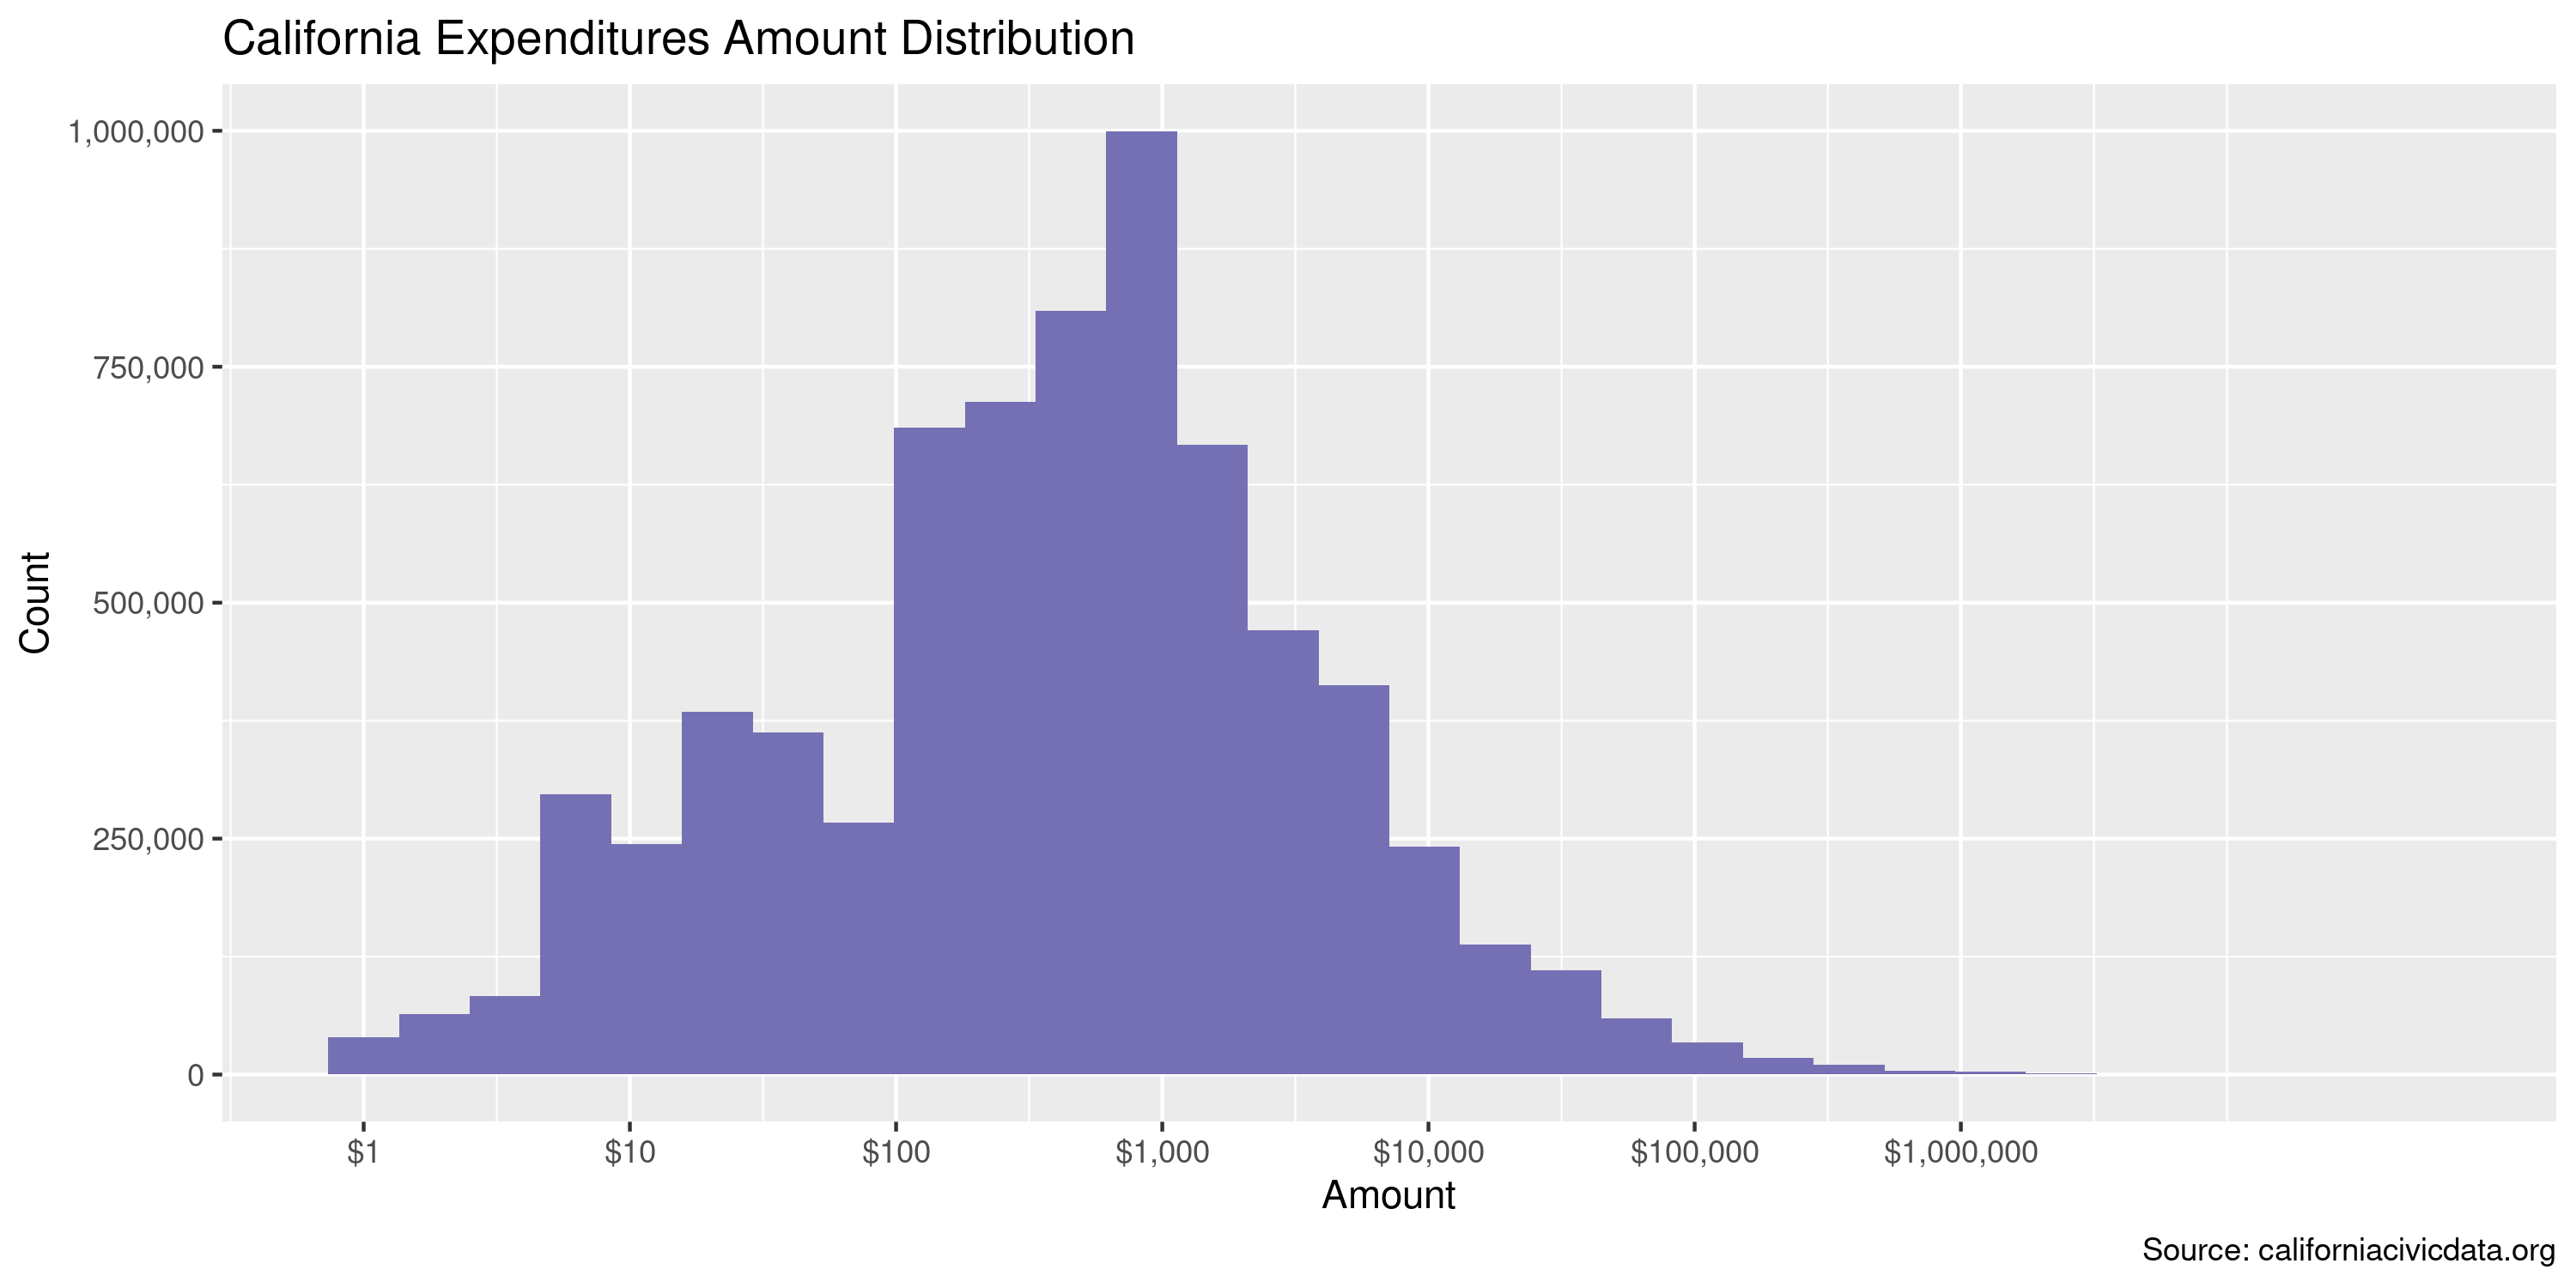 California Expenditures Amount Distribution
1,000,000
750,000
500,000
250,000
0
Count
$1 $10 $100 $1,000 $10,000 $100,000 $1,000,000
Amount
Source: californiacivicdata.org